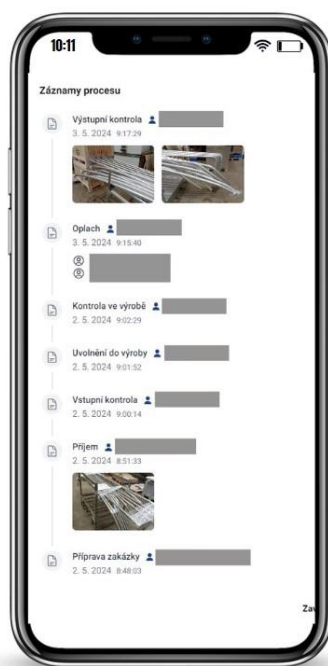 10:11
Záznamy procesu
Výstupní kontrola
3. 5. 2024 9:17:29
Oplach
3. 5. 2024 9:15:40
Kontrola ve výrobě
2. 5. 2024 9:02:29
Uvolnění do výroby
2. 5. 2024 9:01:52
Vstupní kontrola
2. 5. 2024 9:00:14
Příjem
2. 5. 2024 8:51:33
Příprava zakázky
2. 5. 2024 8:48:03
Zav